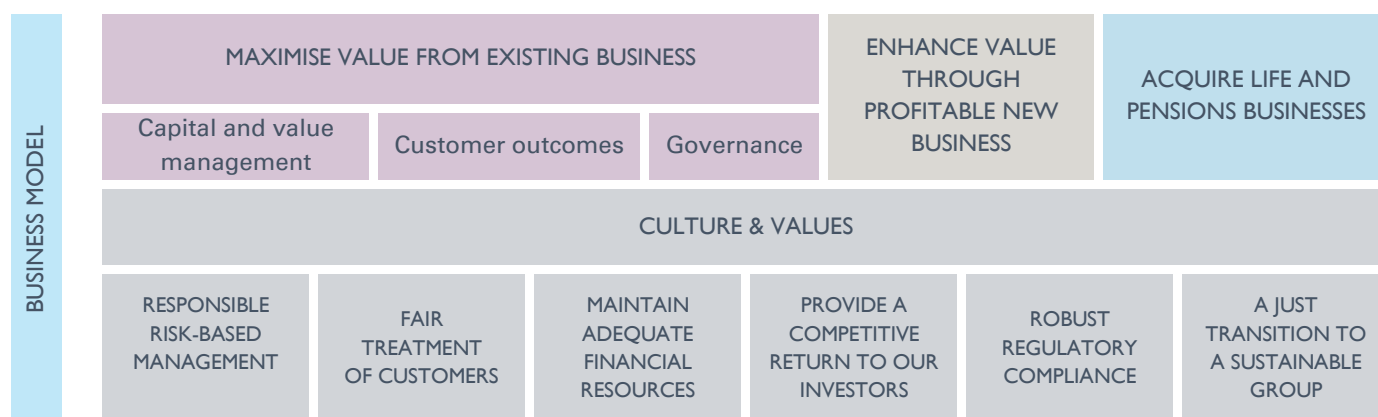 BUSINESS MODEL
MAXIMISE VALUE FROM EXISTING BUSINESS
Capital and value
management
Customer outcomes
Governance
ENHANCE VALUE
THROUGH
PROFITABLE NEW
BUSINESS
ACQUIRE LIFE AND
PENSIONS BUSINESSES
CULTURE & VALUES
RESPONSIBLE
RISK-BASED
MANAGEMENT
FAIR
TREATMENT
OF CUSTOMERS
MAINTAIN
ADEQUATE
FINANCIAL
RESOURCES
PROVIDE A
COMPETITIVE
RETURN TO OUR
INVESTORS
ROBUST
REGULATORY
COMPLIANCE
A JUST
TRANSITION TO
A SUSTAINABLE
GROUP